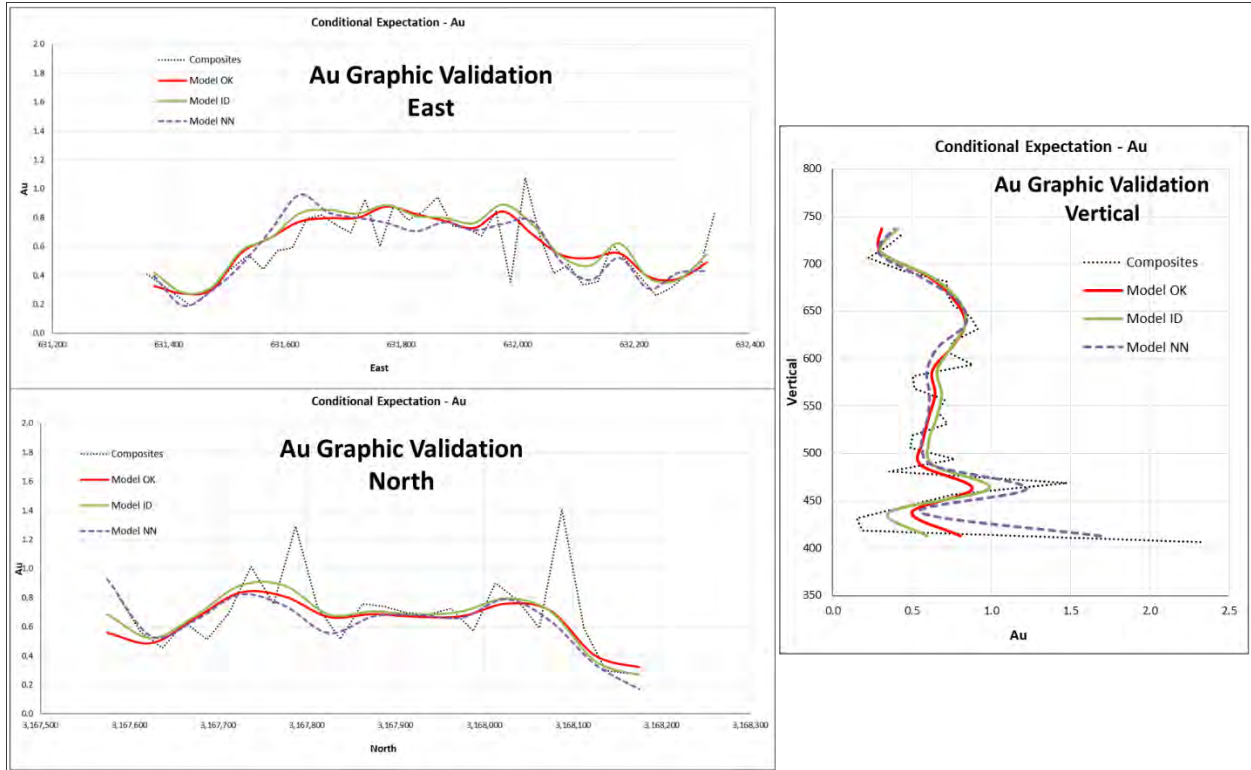 Conditional Expectation - Au
Au Graphic Validation
East
Composites
Model OK
Model ID
Model NN
2.0
1.8
1.6
1.4
1.2
1.0
0.8
0.6
0.4
0.2
0.0
Au
631,200
631,400
631,600
631,800
632,000
632,200
632,400
East
Conditional Expectation - Au
Au Graphic Validation
North
Composites
Model OK
Model ID
Model NN
2.0
1.8
1.6
1.4
1.2
1.0
0.8
0.6
0.4
0.2
0.0
Au
3,167,500
3,167,600
3,167,700
3,167,800
3,167,900
3,168,000
3,168,100
3,168,200
3,168,300
North
Conditional Expectation - Au
Au Graphic Validation
Vertical
Composites
Model OK
Model ID
Model NN
800
750
700
650
600
550
500
450
400
350
Vertical
0.0
0.5
1.0
1.5
2.0
2.5
Au